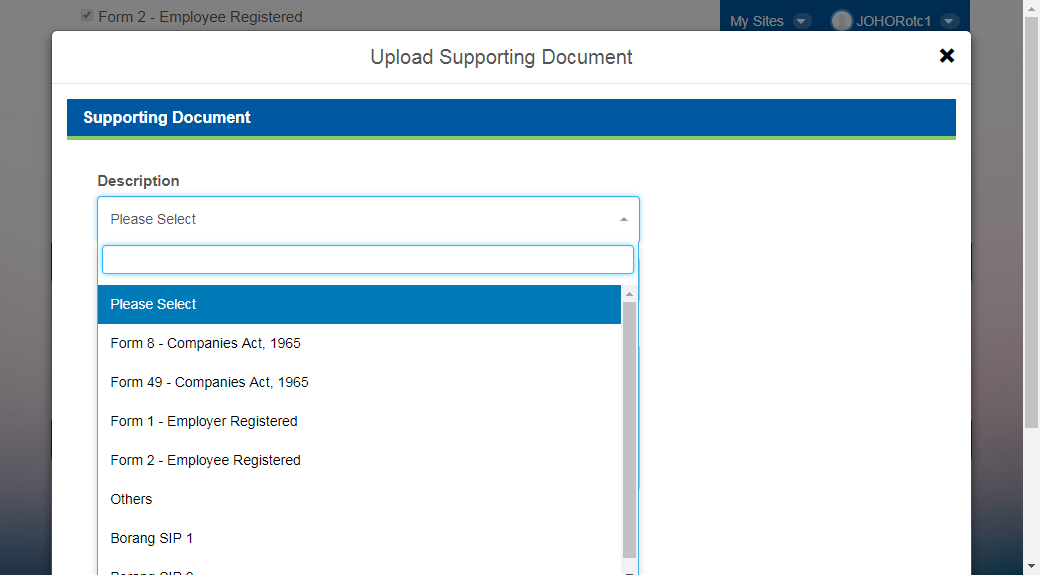 Form 2 - Employee Registered
My Sites JOHORotc1
Upload Supporting Document
Supporting Document
Description
Please Select
Please Select
Form 8 - Companies Act, 1965
Form 49 - Companies Act, 1965
Form 1 - Employer Registered
Form 2 - Employee Registered
Others
Borang SIP 1
Borang SIP